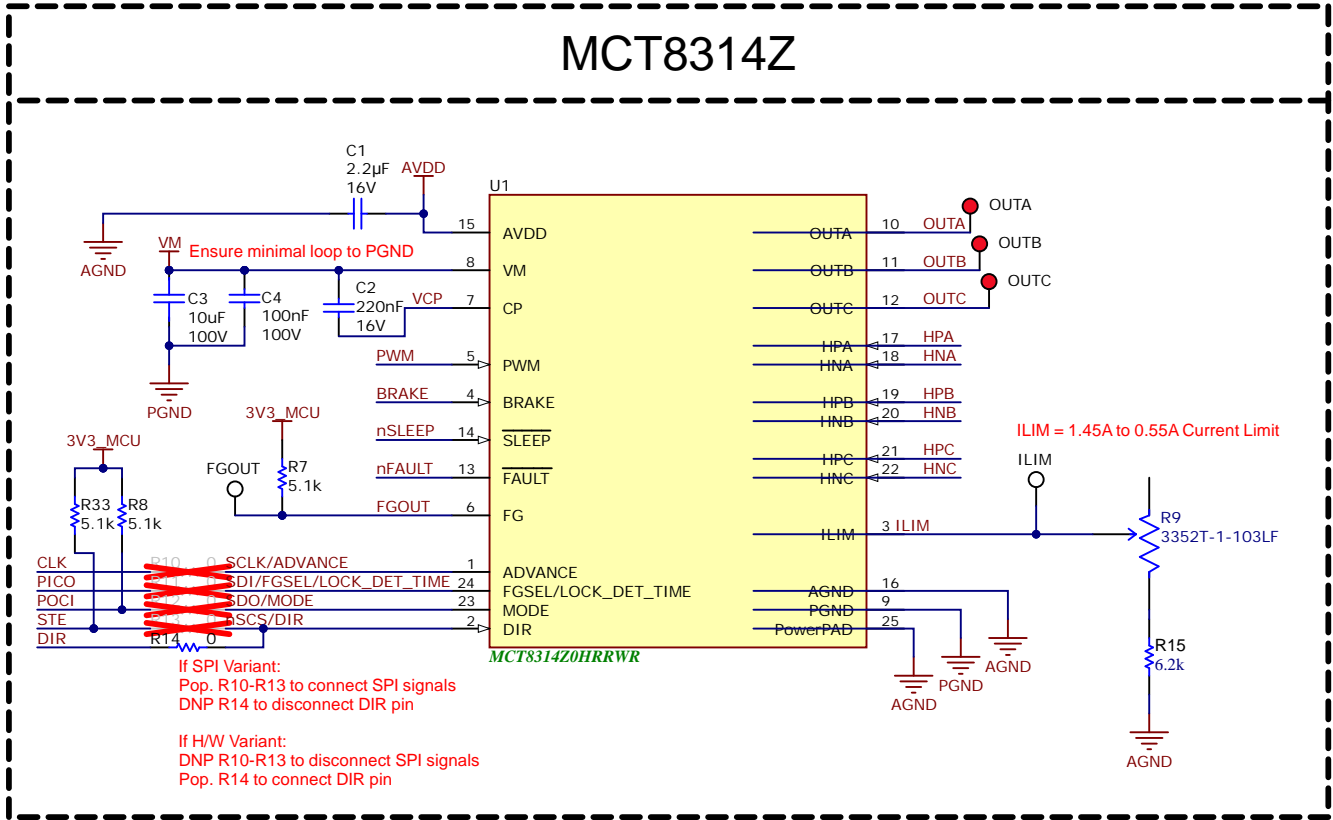 MCT8314Z
C1
2.2µF
16V
AVDD
U1
AGND
15
AVDD
VM
Ensure minimal loop to PGND
8
VM
C3
10uF
100V
C4
100nF
100V
C2
220nF
16V
VCP
7
CP
PGND
PWM
5
PWM
BRAKE
4
BRAKE
nSLEEP
14
SLEEP
nFAULT
13
FAULT
3V3_MCU
R7
5.1k
FGOUT
FGOUT
6
FG
3V3_MCU
R33
5.1k
R8
5.1k
CLK
R10
0
SCLK/ADVANCE
1
ADVANCE
PICO
SDI/FGSEL/LOCK_DET_TIME
24
FGSEL/LOCK_DET_TIME
POCI
SDO/MODE
23
MODE
STE
nSCS/DIR
2
DIR
DIR
R14
0
MCT8314Z0HRRWR
If SPI Variant:
Pop. R10-R13 to connect SPI signals
DNP R14 to disconnect DIR pin
If H/W Variant:
DNP R10-R13 to disconnect SPI signals
Pop. R14 to connect DIR pin
OUTA
10
OUTA
OUTA
OUTB
11
OUTB
OUTB
OUTC
12
OUTC
OUTC
HPA
17
HPA
HNA
18
HNA
HPB
19
HPB
HNB
20
HNB
HPC
21
HPC
HNC
22
HNC
ILIM = 1.45A to 0.55A Current Limit
ILIM
ILIM
3
ILIM
R9
3352T-1-103LF
AGND
16
PGND
9
PowerPAD
25
AGND
PGND
AGND
R15
6.2k
AGND